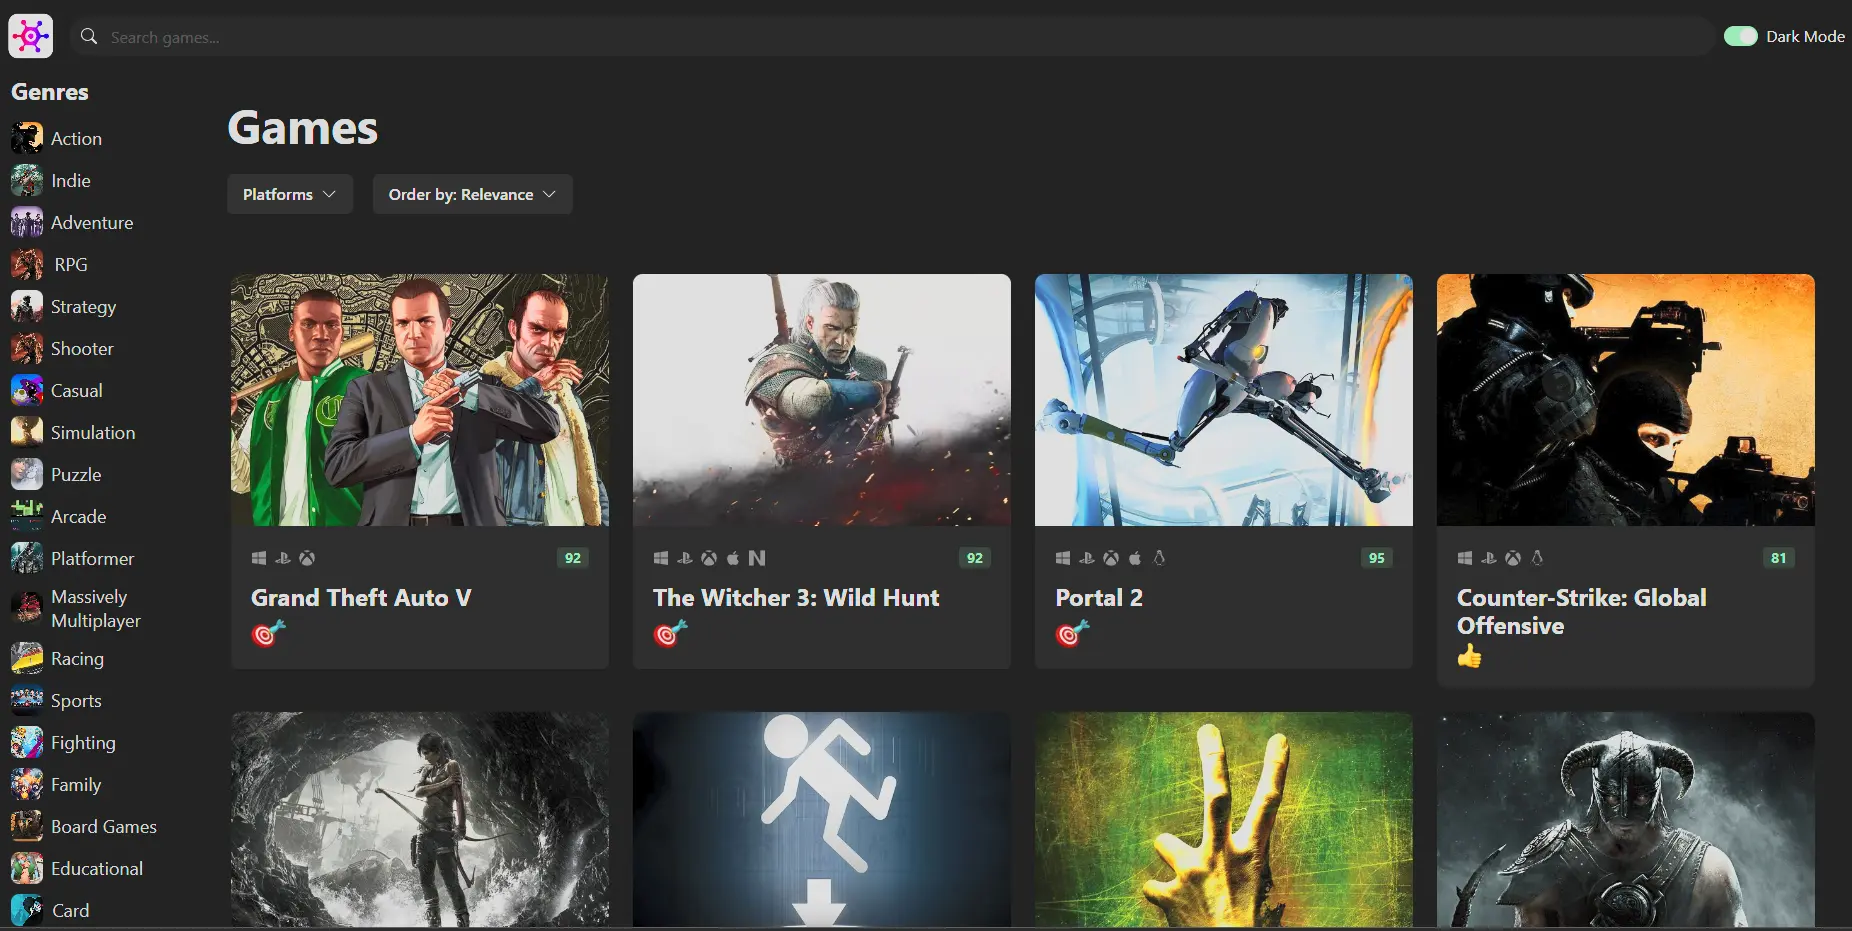 Search games...
Dark Mode
Genres
Action
Indie
Adventure
RPG
Strategy
Shooter
Casual
Simulation
Puzzle
Arcade
Platformer
Massively
Multiplayer
Racing
Sports
Fighting
Family
Board Games
Educational
Card
Games
Platforms
Order by: Relevance
92
Grand Theft Auto V
92
The Witcher 3: Wild Hunt
95
Portal 2
81
Counter-Strike: Global
Offensive